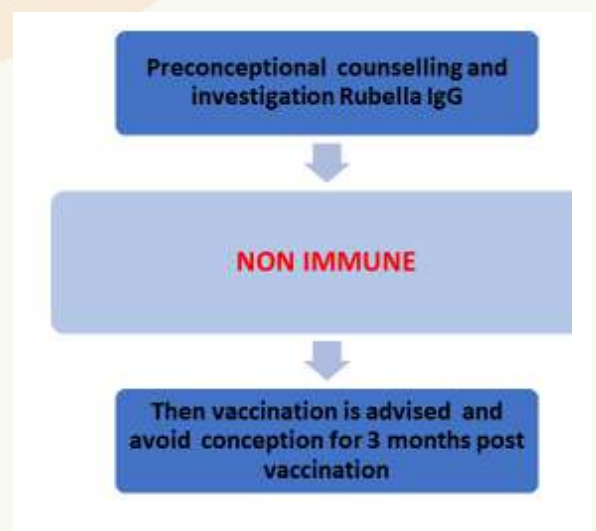 Preconceptional counselling and
investigation Rubella IgG
NON IMMUNE
Then vaccination is advised and
avoid conception for 3 months post
vaccination